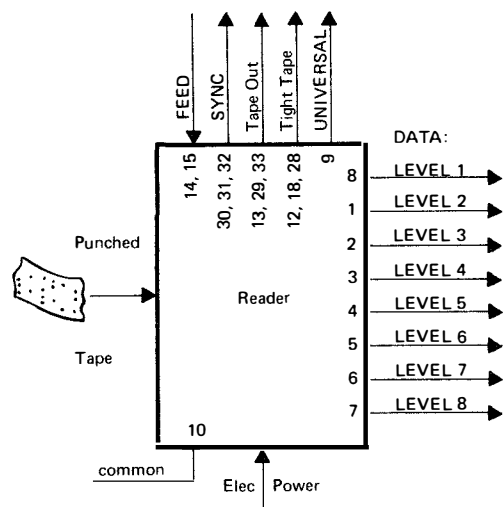 FEED
SYNC
Tape Out
Tight Tape
UNIVERSAL
14, 15
30, 31, 32
13, 29, 33
12, 18, 28
9
DATA:
8 LEVEL 1
1 LEVEL 2
2 LEVEL 3
3 LEVEL 4
4 LEVEL 5
5 LEVEL 6
6 LEVEL 7
7 LEVEL 8
Punched
Tape
Reader
10
common
Elec Power